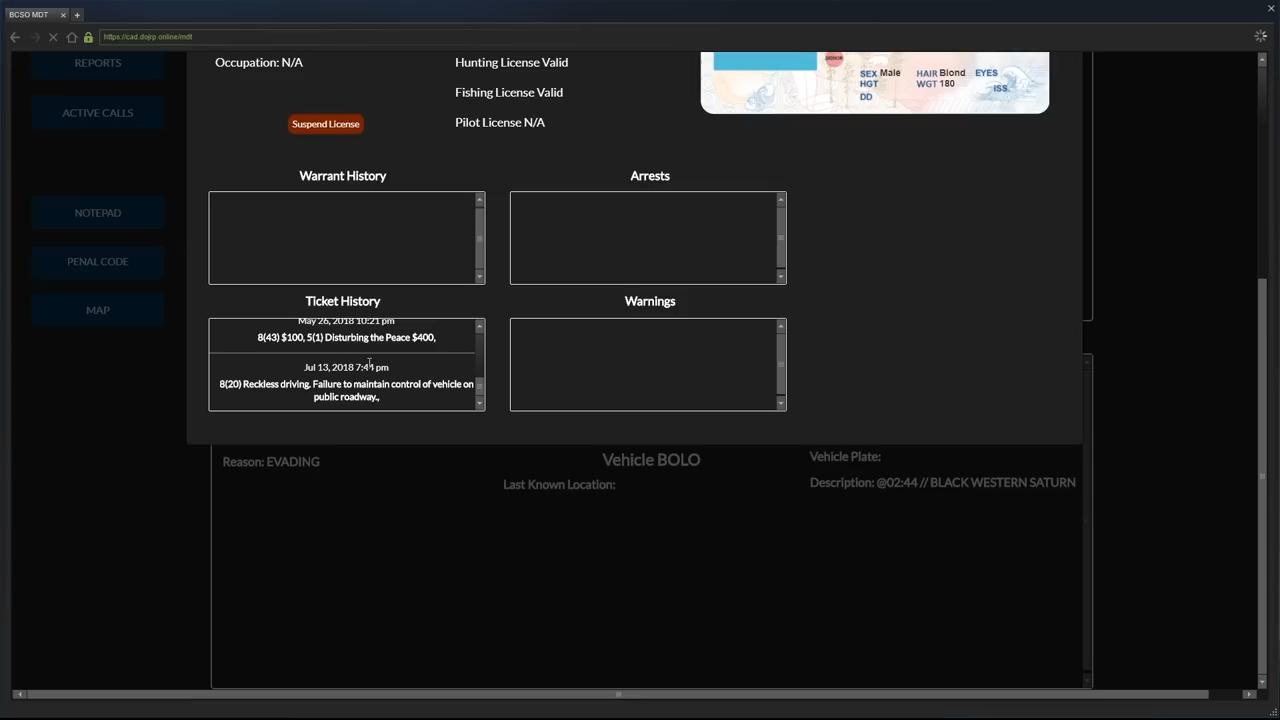 BCSO MDT
https://cad.dojrp.online/mdt
REPORTS
ACTIVE CALLS
NOTEPAD
PENAL CODE
MAP
Occupation: N/A
Hunting License Valid
Fishing License Valid
Pilot License N/A
Suspend License
DONOR
SEX Male HAIR Blond EYES
HGT WGT 180 ISS.
DD
Warrant History
Arrests
Ticket History
Warnings
May 26, 2018 10:21 pm
8(43) $100, 5(1) Disturbing the Peace $400,
Jul 13, 2018 7:44 pm
8(20) Reckless driving. Failure to maintain control of vehicle on
public roadway.,
Reason: EVADING
Vehicle BOLO
Last Known Location:
Vehicle Plate:
Description: @02:44 // BLACK WESTERN SATURN